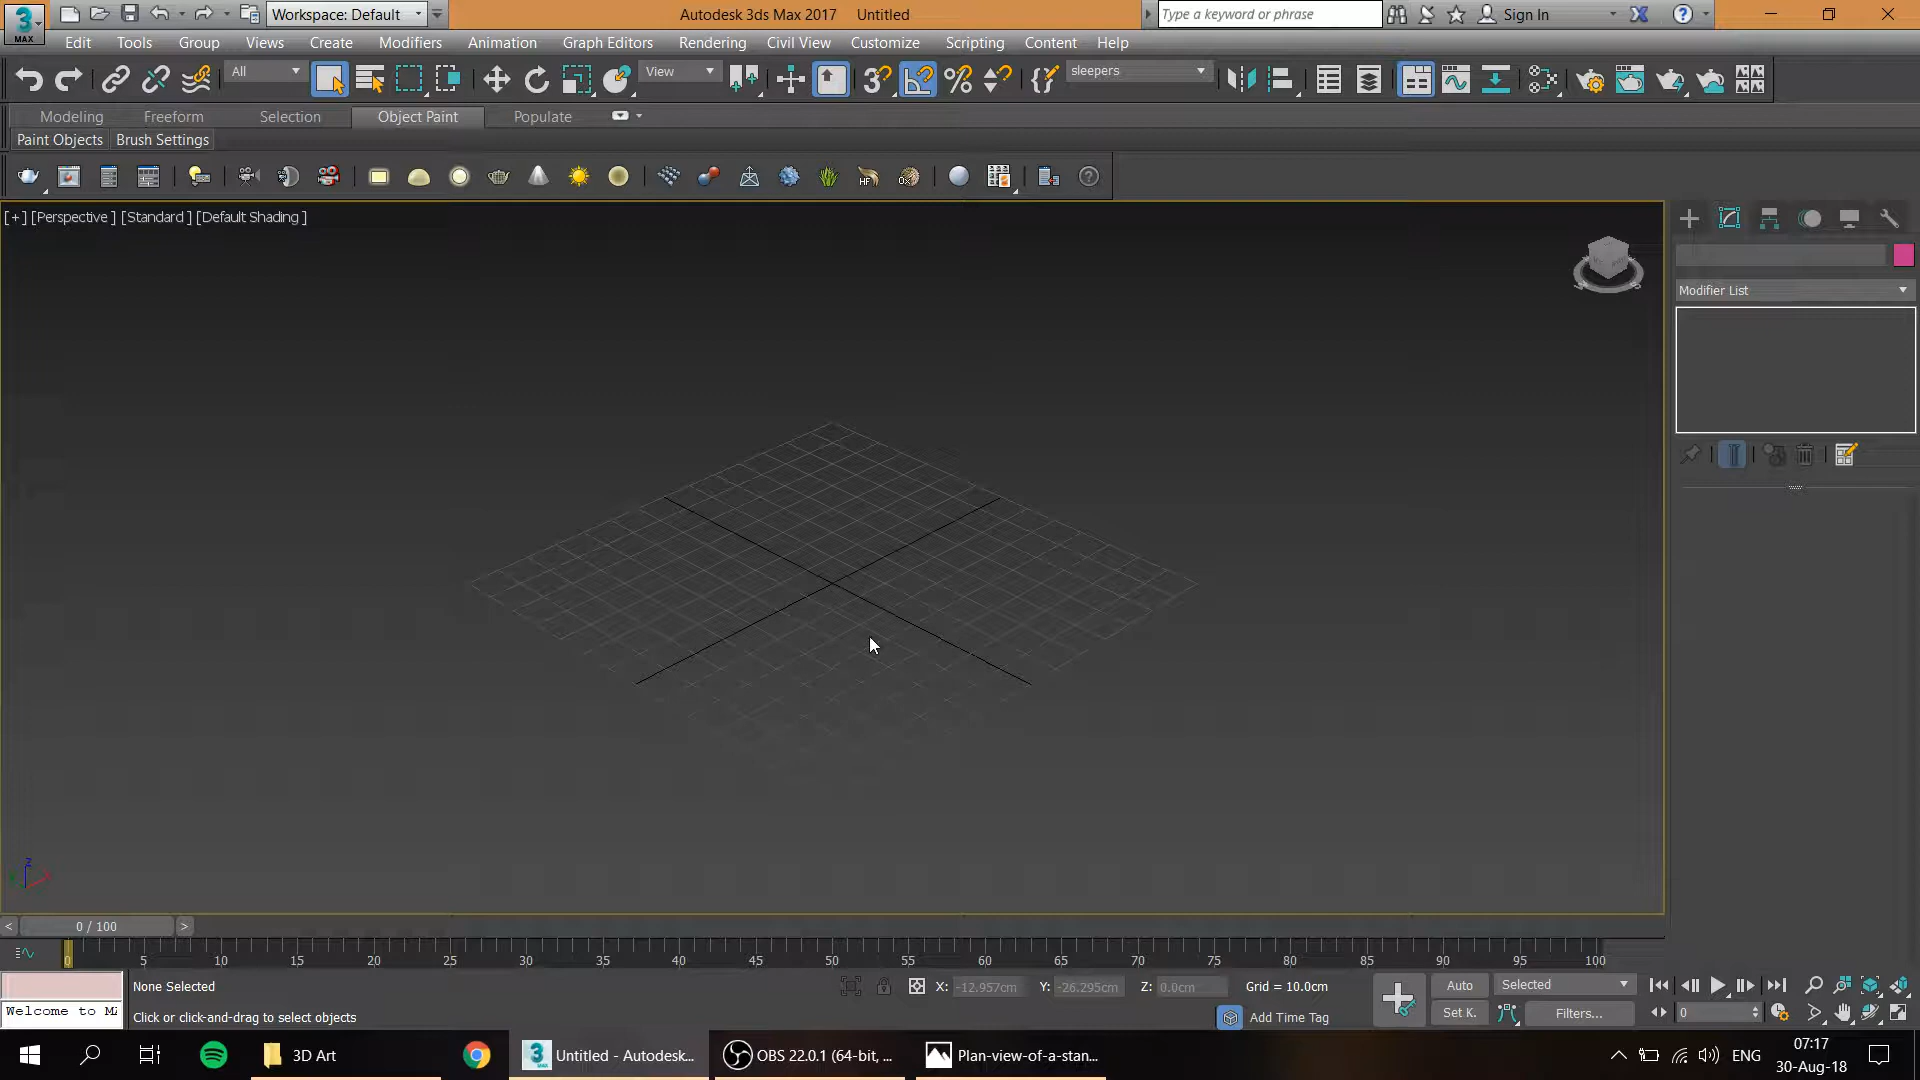 Workspace: Default
Autodesk 3ds Max 2017 Untitled
Type a keyword or phrase
Sign In
MAX
Edit Tools Group Views Create Modifiers Animation Graph Editors Rendering Civil View Customize Scripting Content Help
All
View
sleepers
Modeling Freeform Selection Object Paint Populate
Paint Objects Brush Settings
[+] [Perspective ] [Standard ] [Default Shading ]
Modifier List
z
< 0 / 100 >
0 5 10 15 20 25 30 35 40 45 50 55 60 65 70 75 80 85 90 95 100
None Selected
X: -12.957cm Y: -26.295cm Z: 0.0cm Grid = 10.0cm
Auto Selected
Welcome to M
Click or click-and-drag to select objects
Add Time Tag
Set K. Filters...
0
3D Art
Untitled - Autodesk...
OBS 22.0.1 (64-bit, ...
Plan-view-of-a-stan...
ENG
07:17
30-Aug-18